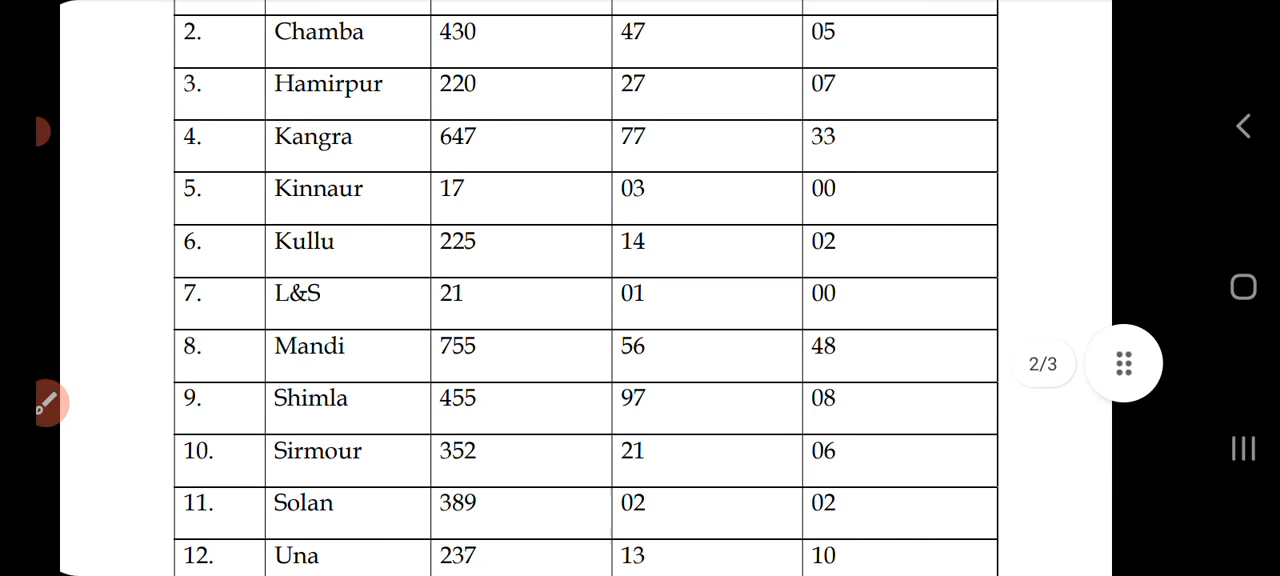 2. Chamba 430 47 05
3. Hamirpur 220 27 07
4. Kangra 647 77 33
5. Kinnaur 17 03 00
6. Kullu 225 14 02
7. L&S 21 01 00
8. Mandi 755 56 48
2/3
9. Shimla 455 97 08
10. Sirmour 352 21 06
11. Solan 389 02 02
12. Una 237 13 10